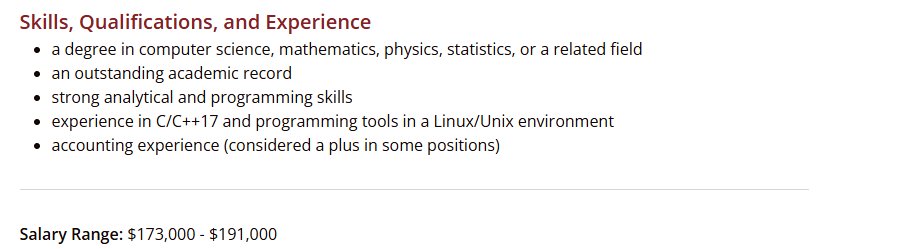 Skills, Qualifications, and Experience
• a degree in computer science, mathematics, physics, statistics, or a related field
• an outstanding academic record
• strong analytical and programming skills
• experience in C/C++17 and programming tools in a Linux/Unix environment
• accounting experience (considered a plus in some positions)
Salary Range: $173,000 - $191,000